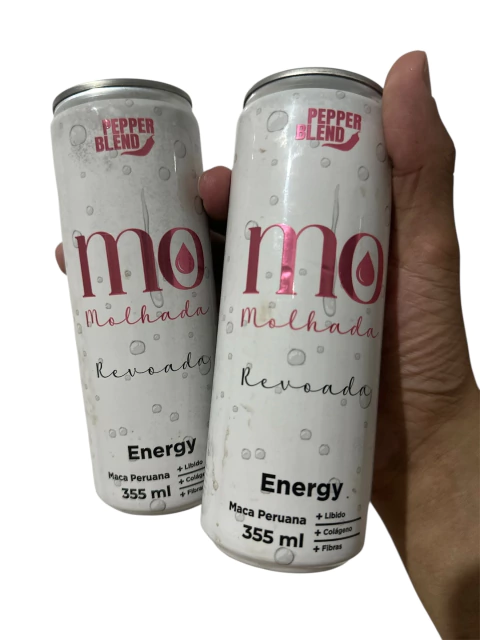 PEPPER
BLEND
mo
Molhada
Revoada
Energy
Maca Peruana
355 ml
+ Libido
+ Colág
+ Fibras
PEPPER
BLEND
mo
Molhada
Revoada
Energy
Maca Peruana
355 ml
+ Libido
+ Colágeno
+ Fibras